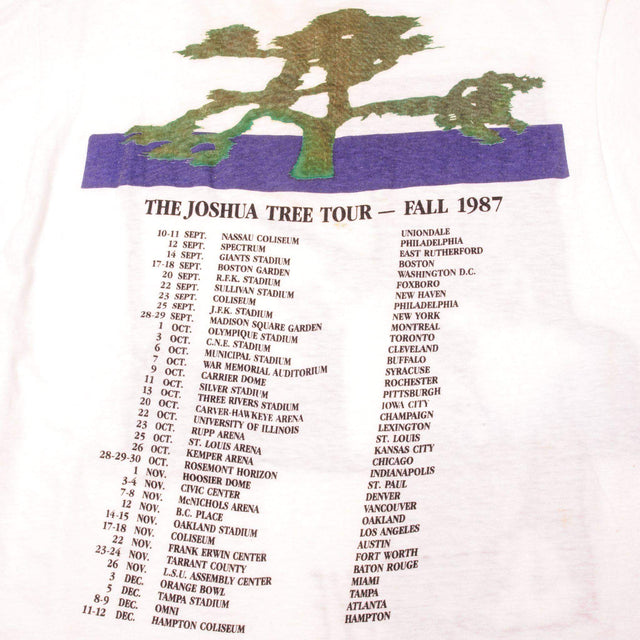 THE JOSHUA TREE TOUR — FALL 1987
10-11 SEPT. NASSAU COLISEUM UNIONDALE
12 SEPT. SPECTRUM PHILADELPHIA
14 SEPT. GIANTS STADIUM EAST RUTHERFORD
17-18 SEPT. BOSTON GARDEN BOSTON
20 SEPT. R.F.K. STADIUM WASHINGTON D.C.
22 SEPT. SULLIVAN STADIUM FOXBORO
23 SEPT. COLISEUM NEW HAVEN
25 SEPT. J.F.K. STADIUM PHILADELPHIA
28-29 SEPT. MADISON SQUARE GARDEN NEW YORK
1 OCT. OLYMPIQUE STADIUM MONTREAL
3 OCT. C.N.E. STADIUM TORONTO
6 OCT. MUNICIPAL STADIUM CLEVELAND
7 OCT. WAR MEMORIAL AUDITORIUM BUFFALO
9 OCT. CARRIER DOME SYRACUSE
11 OCT. SILVER STADIUM ROCHESTER
13 OCT. THREE RIVERS STADIUM PITTSBURGH
20 OCT. CARVER-HAWKEYE ARENA IOWA CITY
22 OCT. UNIVERSITY OF ILLINOIS CHAMPAIGN
23 OCT. RUPP ARENA LEXINGTON
25 OCT. ST. LOUIS ARENA ST. LOUIS
26 OCT. KEMPER ARENA KANSAS CITY
28-29-30 OCT. ROSEMONT HORIZON CHICAGO
1 NOV. HOOSIER DOME INDIANAPOLIS
3-4 NOV. CIVIC CENTER ST. PAUL
7-8 NOV. McNICHOLS ARENA DENVER
12 NOV. B.C. PLACE VANCOUVER
14-15 NOV. OAKLAND STADIUM OAKLAND
17-18 NOV. COLISEUM LOS ANGELES
22 NOV. FRANK ERWIN CENTER AUSTIN
23-24 NOV. TARRANT COUNTY FORT WORTH
26 NOV. L.S.U. ASSEMBLY CENTER BATON ROUGE
3 DEC. ORANGE BOWL MIAMI
5 DEC. TAMPA STADIUM TAMPA
8-9 DEC. OMNI ATLANTA
11-12 DEC. HAMPTON COLISEUM HAMPTON